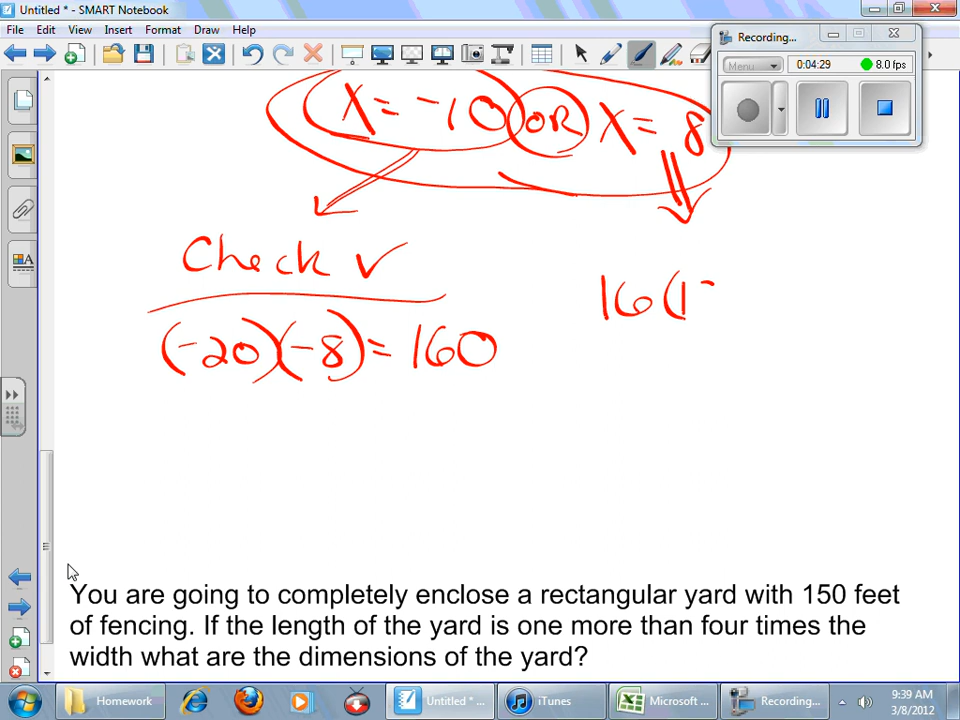 Untitled * - SMART Notebook
File Edit View Insert Format Draw Help
Recording...
Menu 0:04:29 8.0 fps
X = -10 OR X = 8
Check ✓
16(1
(-20)(-8) = 160
You are going to completely enclose a rectangular yard with 150 feet
of fencing. If the length of the yard is one more than four times the
width what are the dimensions of the yard?
Homework Untitled * ... iTunes Microsoft ... Recording... 9:39 AM
3/8/2012